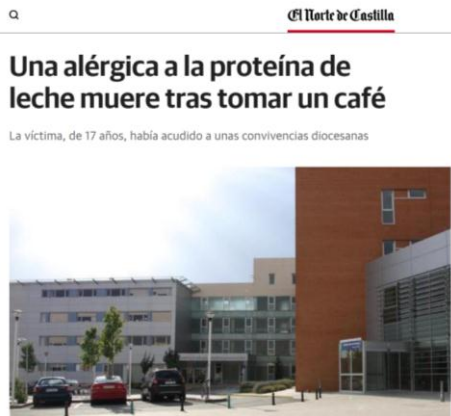 El Norte de Castilla
Una alérgica a la proteína de
leche muere tras tomar un café
La víctima, de 17 años, había acudido a unas convivencias diocesanas